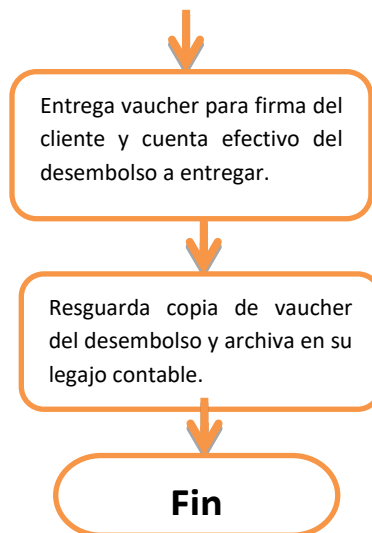 Entrega vaucher para firma del
cliente y cuenta efectivo del
desembolso a entregar.
Resguarda copia de vaucher
del desembolso y archiva en su
legajo contable.
Fin